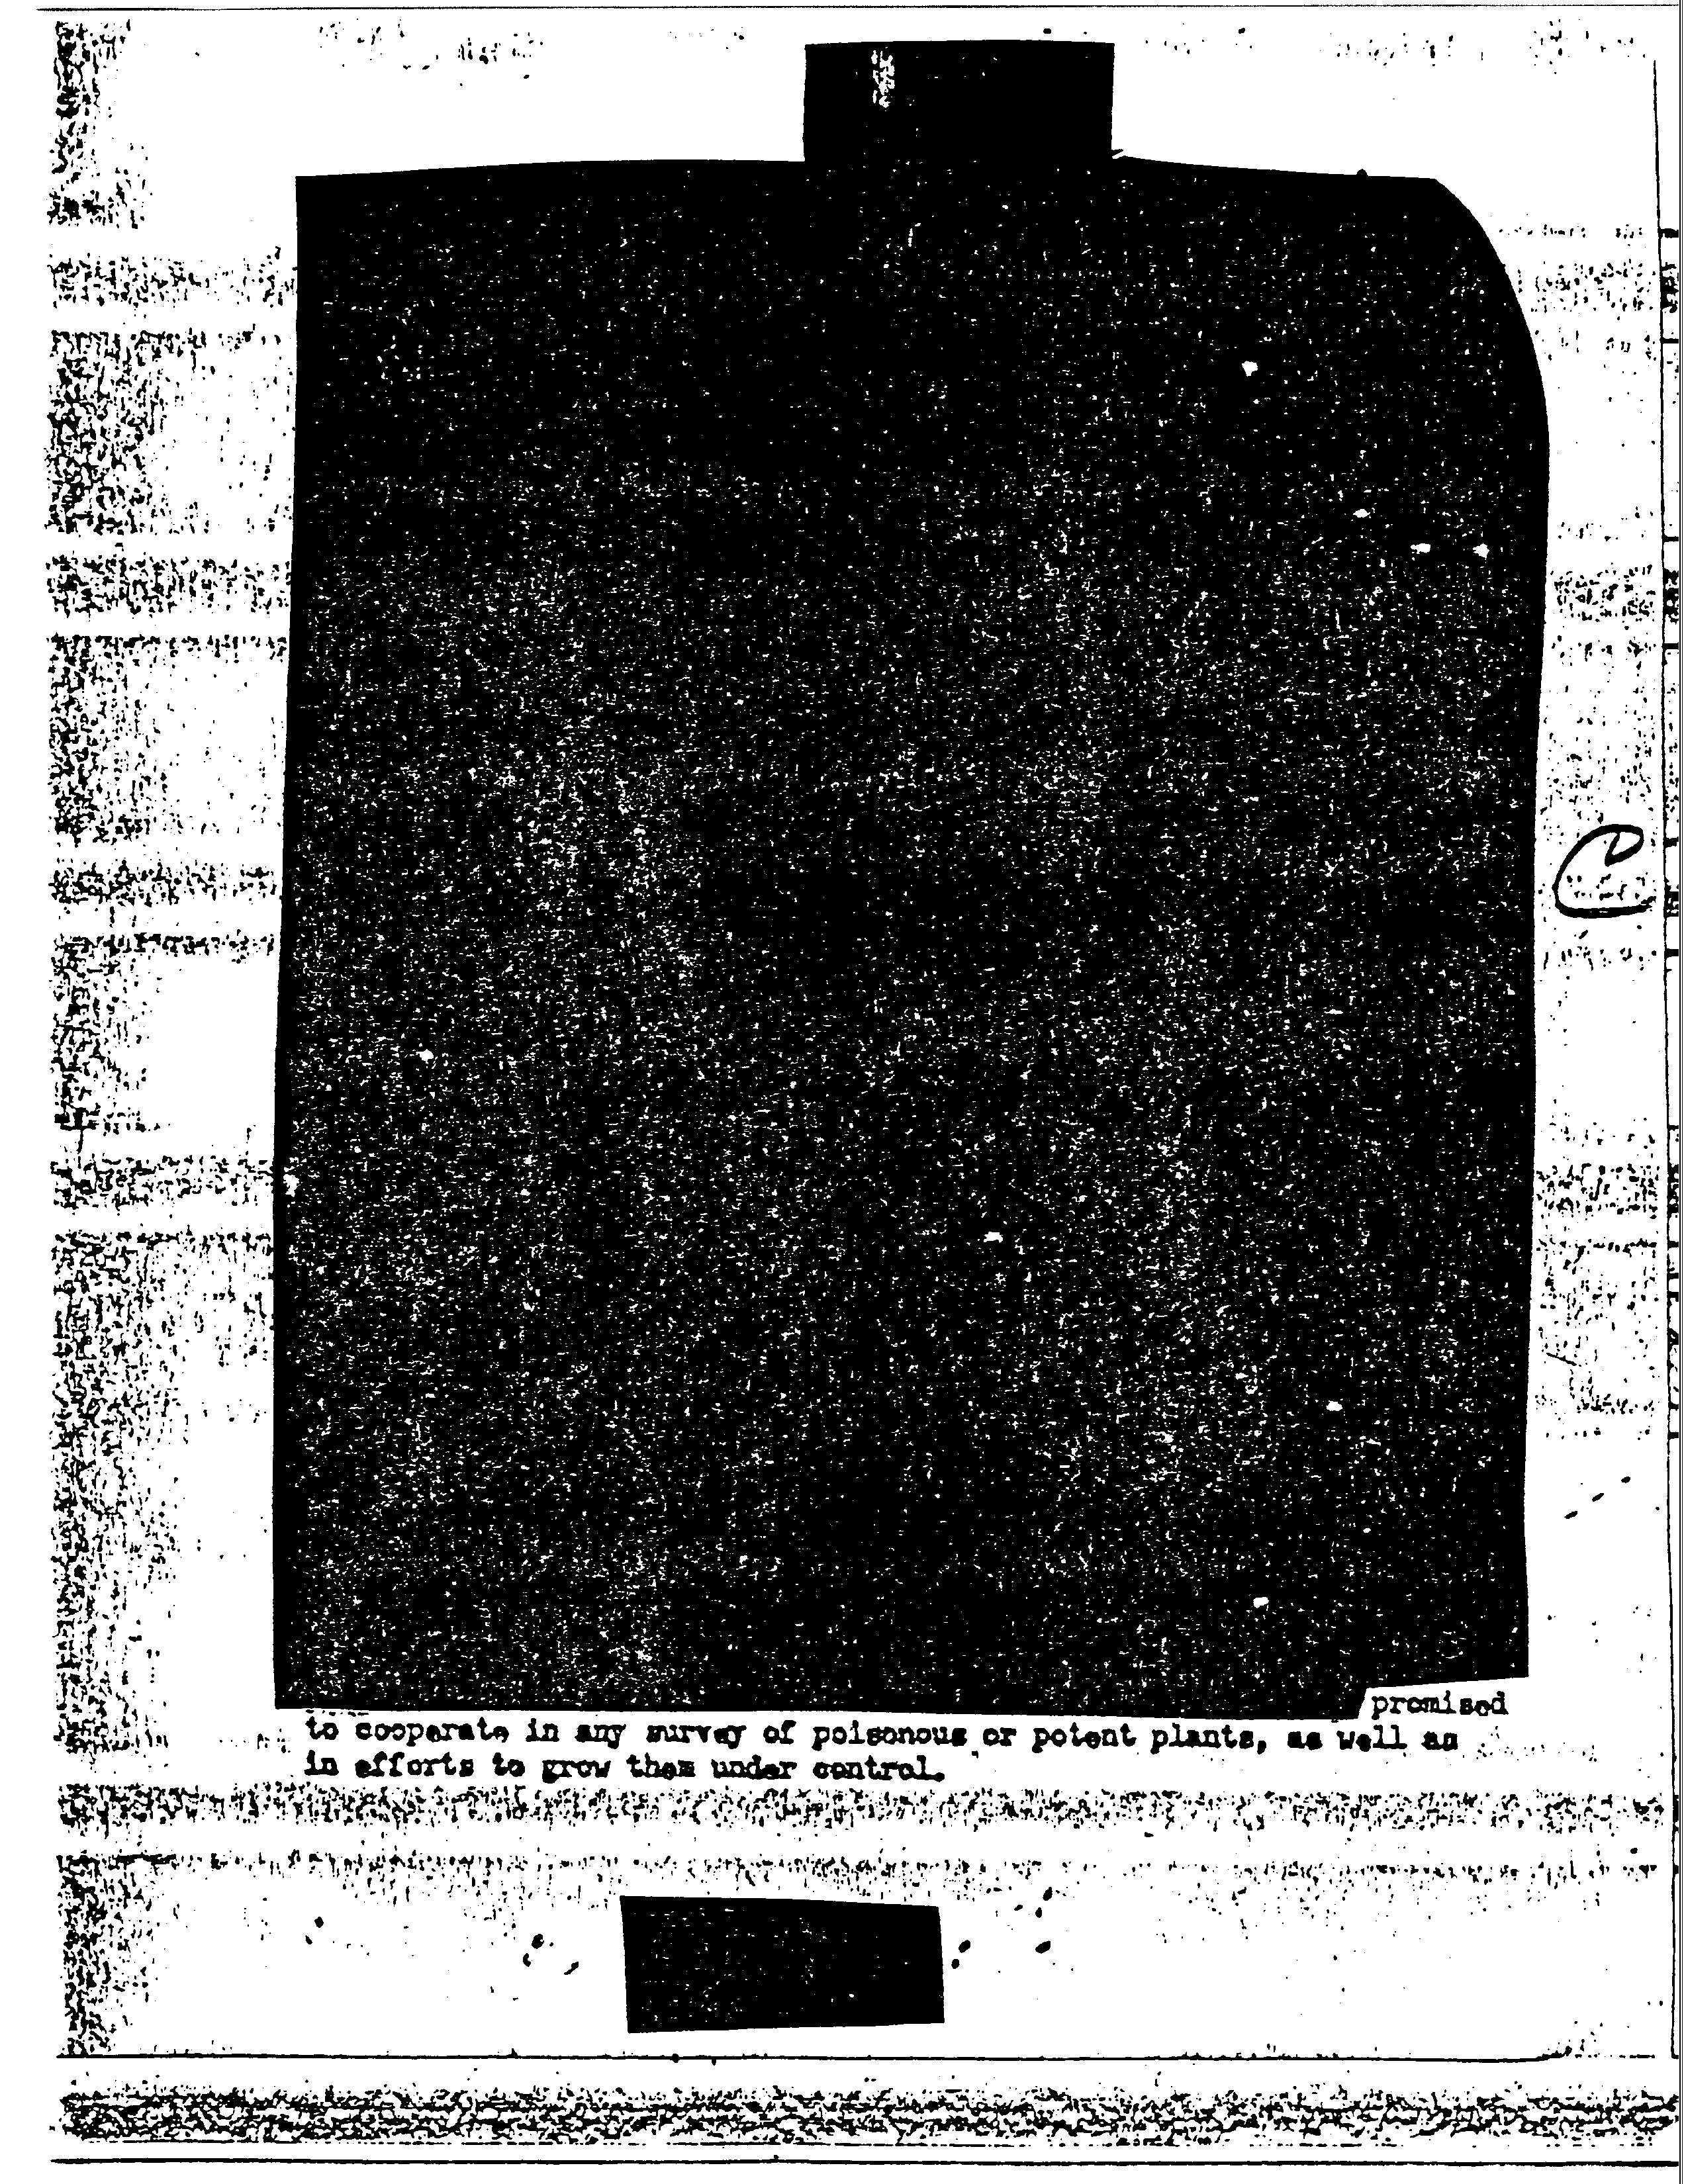 C
promised
to cooperate in any survey of poisonous or potent plants, as well as
in efforts to grow them under control.